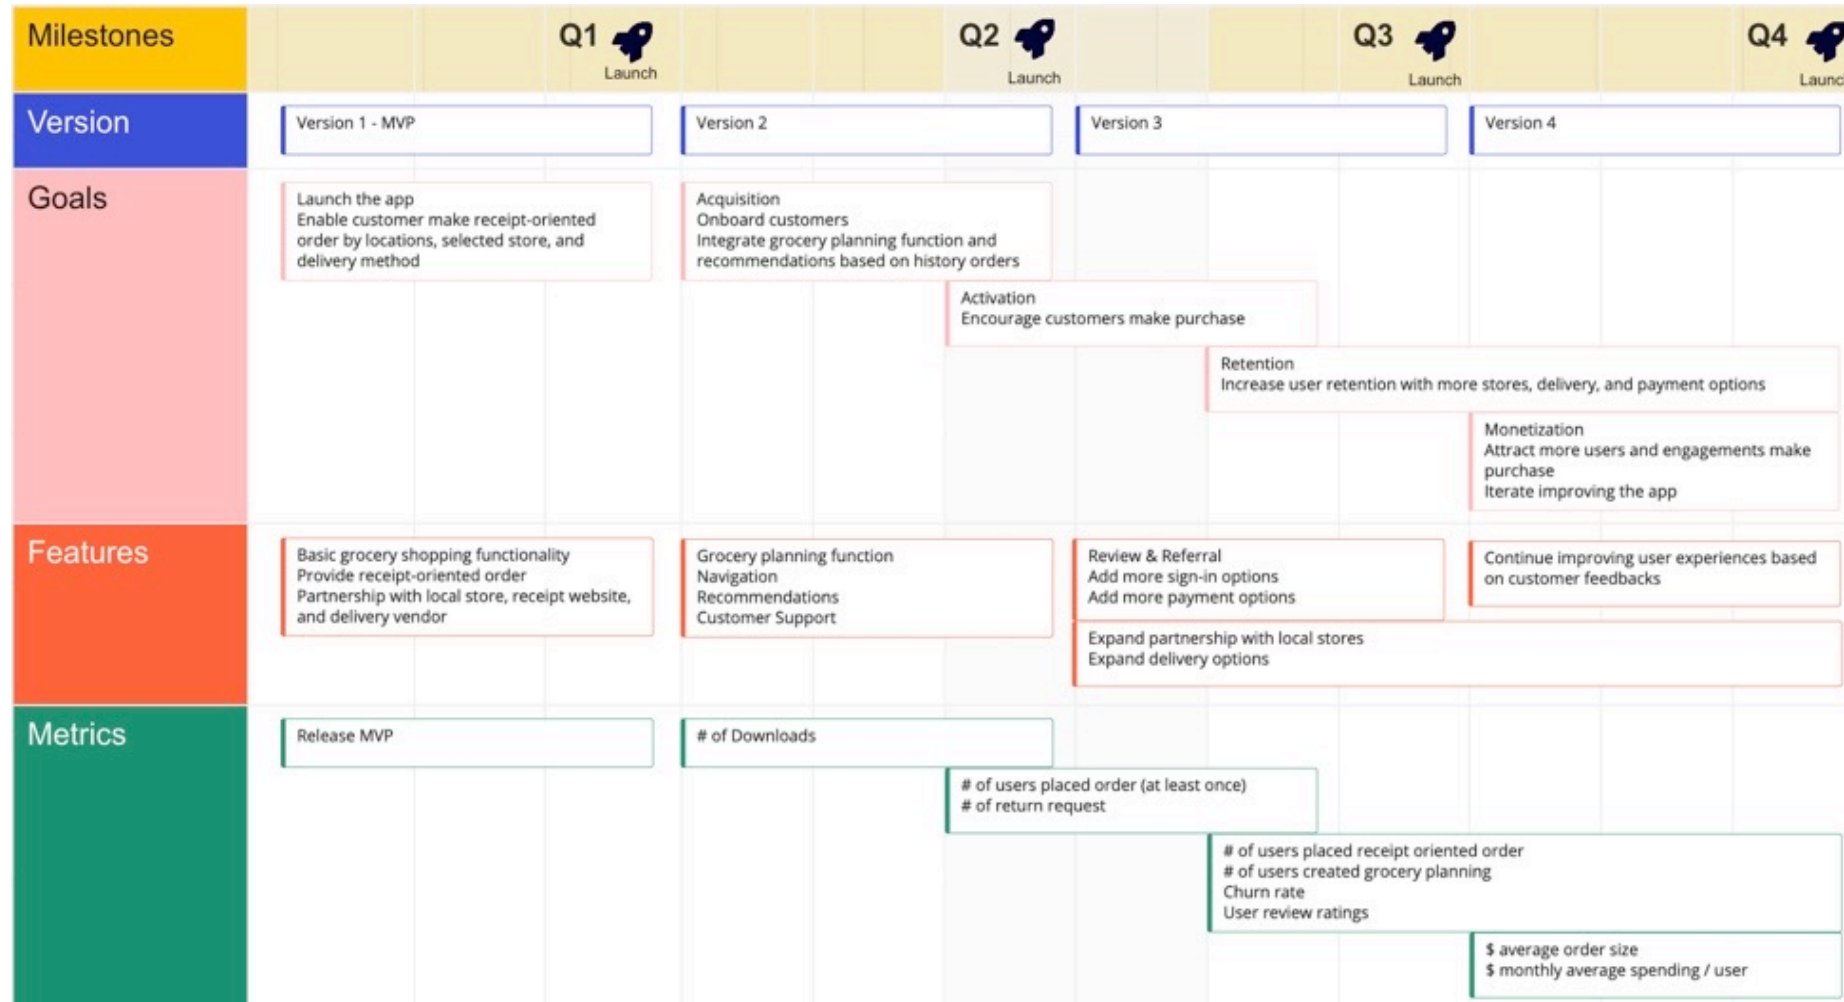 Milestones
Q1
Launch
Q2
Launch
Q3
Launch
Q4
Launc
Version
Version 1 - MVP
Version 2
Version 3
Version 4
Goals
Launch the app
Enable customer make receipt-oriented
order by locations, selected store, and
delivery method
Acquisition
Onboard customers
Integrate grocery planning function and
recommendations based on history orders
Activation
Encourage customers make purchase
Retention
Increase user retention with more stores, delivery, and payment options
Monetization
Attract more users and engagements make
purchase
Iterate improving the app
Features
Basic grocery shopping functionality
Provide receipt-oriented order
Partnership with local store, receipt website,
and delivery vendor
Grocery planning function
Navigation
Recommendations
Customer Support
Review & Referral
Add more sign-in options
Add more payment options
Continue improving user experiences based
on customer feedbacks
Expand partnership with local stores
Expand delivery options
Metrics
Release MVP
# of Downloads
# of users placed order (at least once)
# of return request
# of users placed receipt oriented order
# of users created grocery planning
Churn rate
User review ratings
$ average order size
$ monthly average spending / user